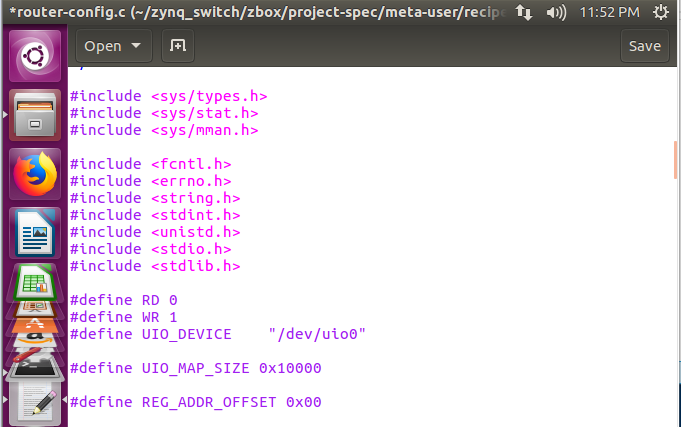 *router-config.c (~/zynq_switch/zbox/project-spec/meta-user/recipe
11:52 PM
Open
Save
#include <sys/types.h>
#include <sys/stat.h>
#include <sys/mman.h>
#include <fcntl.h>
#include <errno.h>
#include <string.h>
#include <stdint.h>
#include <unistd.h>
#include <stdio.h>
#include <stdlib.h>
#define RD 0
#define WR 1
#define UIO_DEVICE    "/dev/uio0"
#define UIO_MAP_SIZE 0x10000
#define REG_ADDR_OFFSET 0x00